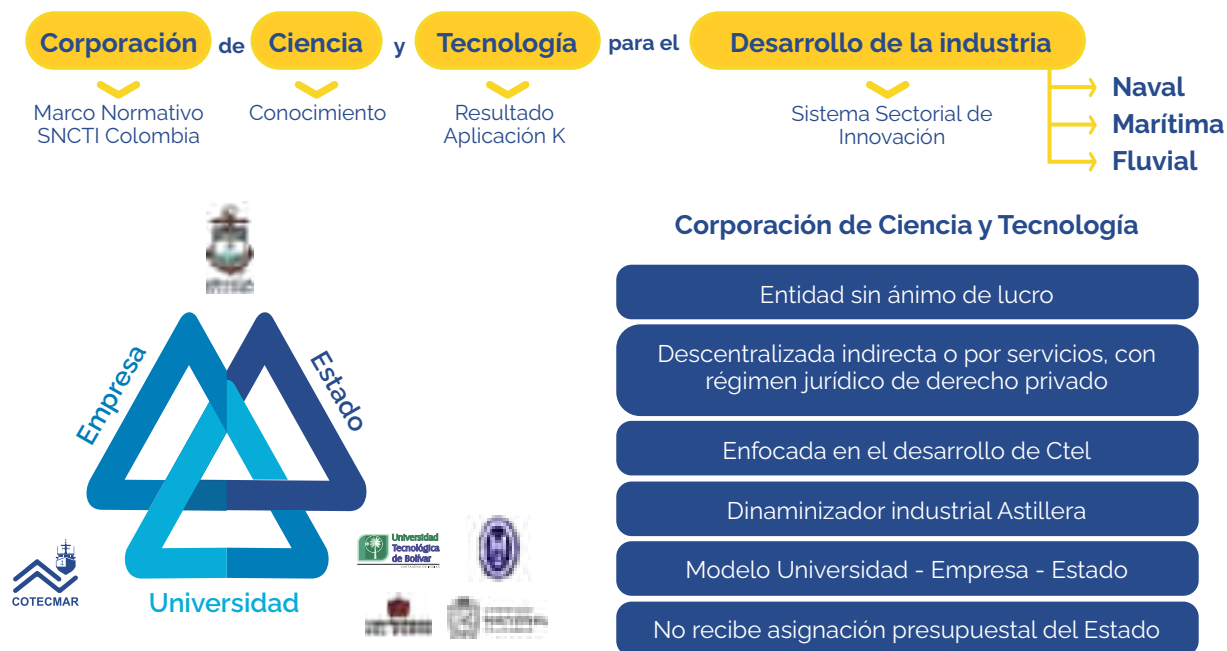 Corporación de Ciencia y Tecnología para el Desarrollo de la industria
Marco Normativo
SNCTI Colombia
Conocimiento
Resultado
Aplicación K
Sistema Sectorial de
Innovación
Naval
Marítima
Fluvial
Empresa
Estado
Universidad
COTECMAR
Universidad
Tecnológica
de Bolívar
Corporación de Ciencia y Tecnología
Entidad sin ánimo de lucro
Descentralizada indirecta o por servicios, con
régimen jurídico de derecho privado
Enfocada en el desarrollo de Ctel
Dinaminizador industrial Astillera
Modelo Universidad - Empresa - Estado
No recibe asignación presupuestal del Estado